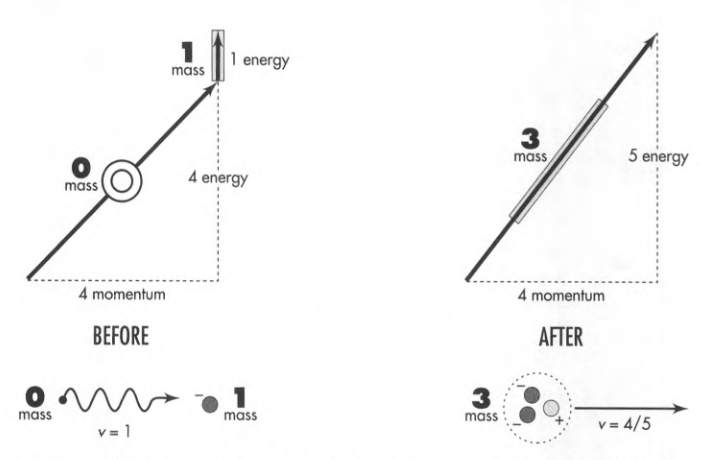 1
mass
1 energy
0
mass
4 energy
4 momentum
BEFORE
3
mass
5 energy
4 momentum
AFTER
0
mass
v = 1
−
1
mass
3
mass
−
−
+
v = 4/5